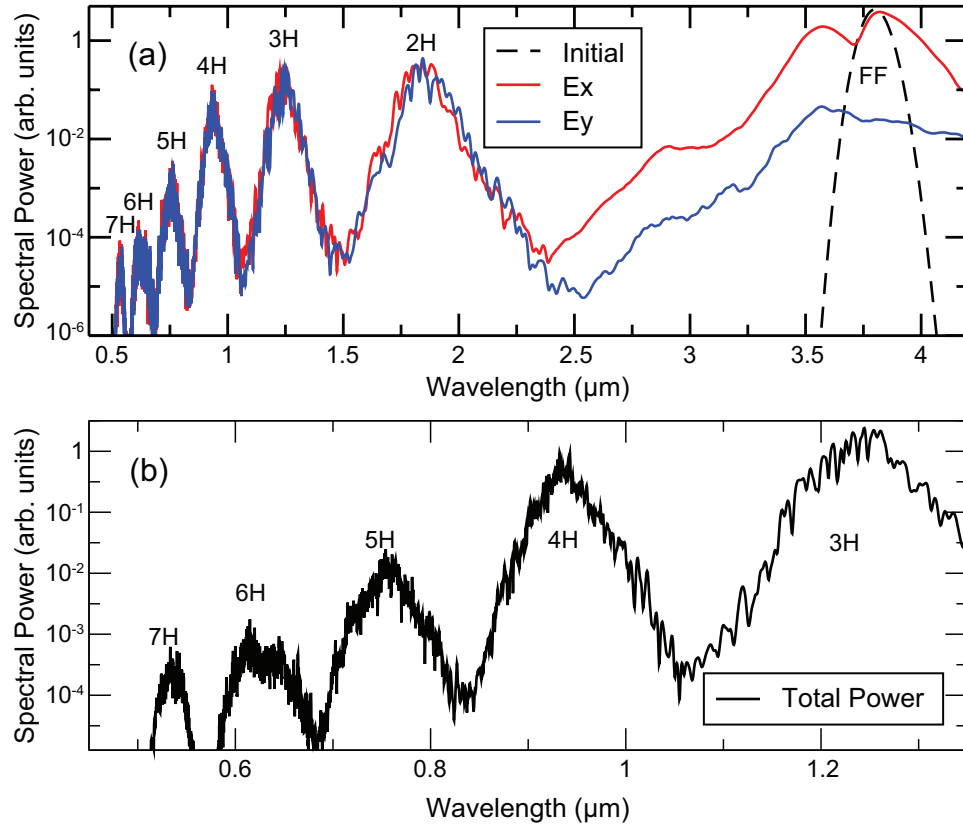 (a)
Spectral Power (arb. units)
1
10^-2
10^-4
10^-6
7H
6H
5H
4H
3H
2H
FF
Initial
Ex
Ey
0.5 1 1.5 2 2.5 3 3.5 4
Wavelength (μm)
(b)
Spectral Power (arb. units)
1
10^-1
10^-2
10^-3
10^-4
7H
6H
5H
4H
3H
Total Power
0.6 0.8 1 1.2
Wavelength (μm)